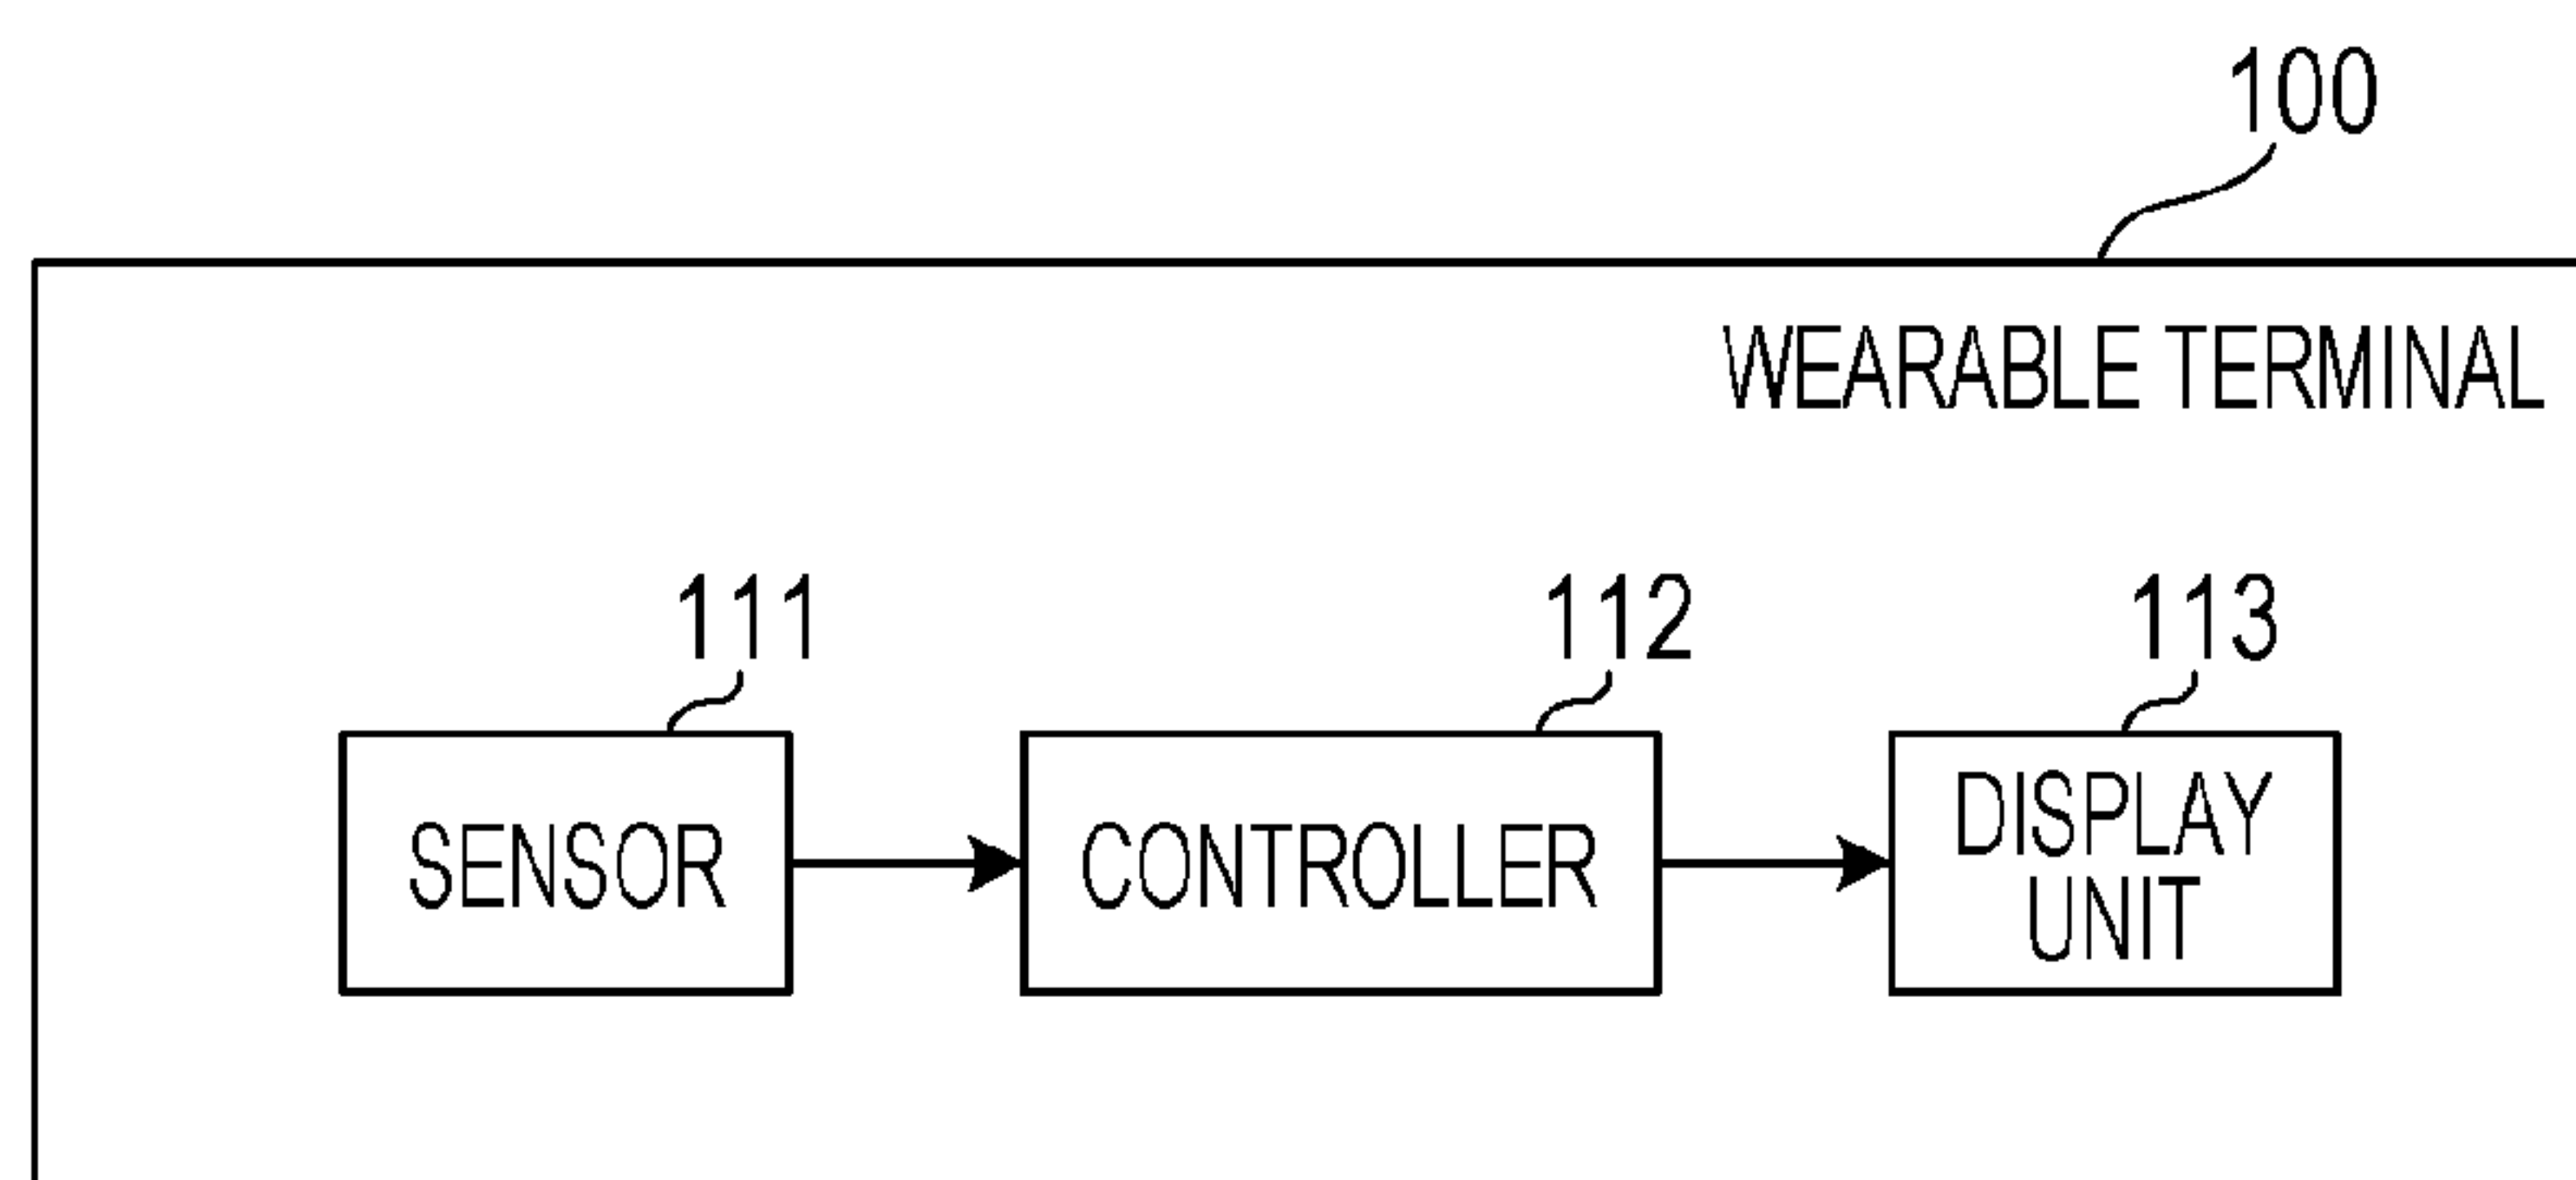 100
WEARABLE TERMINAL
111
112
113
SENSOR
CONTROLLER
DISPLAY
UNIT